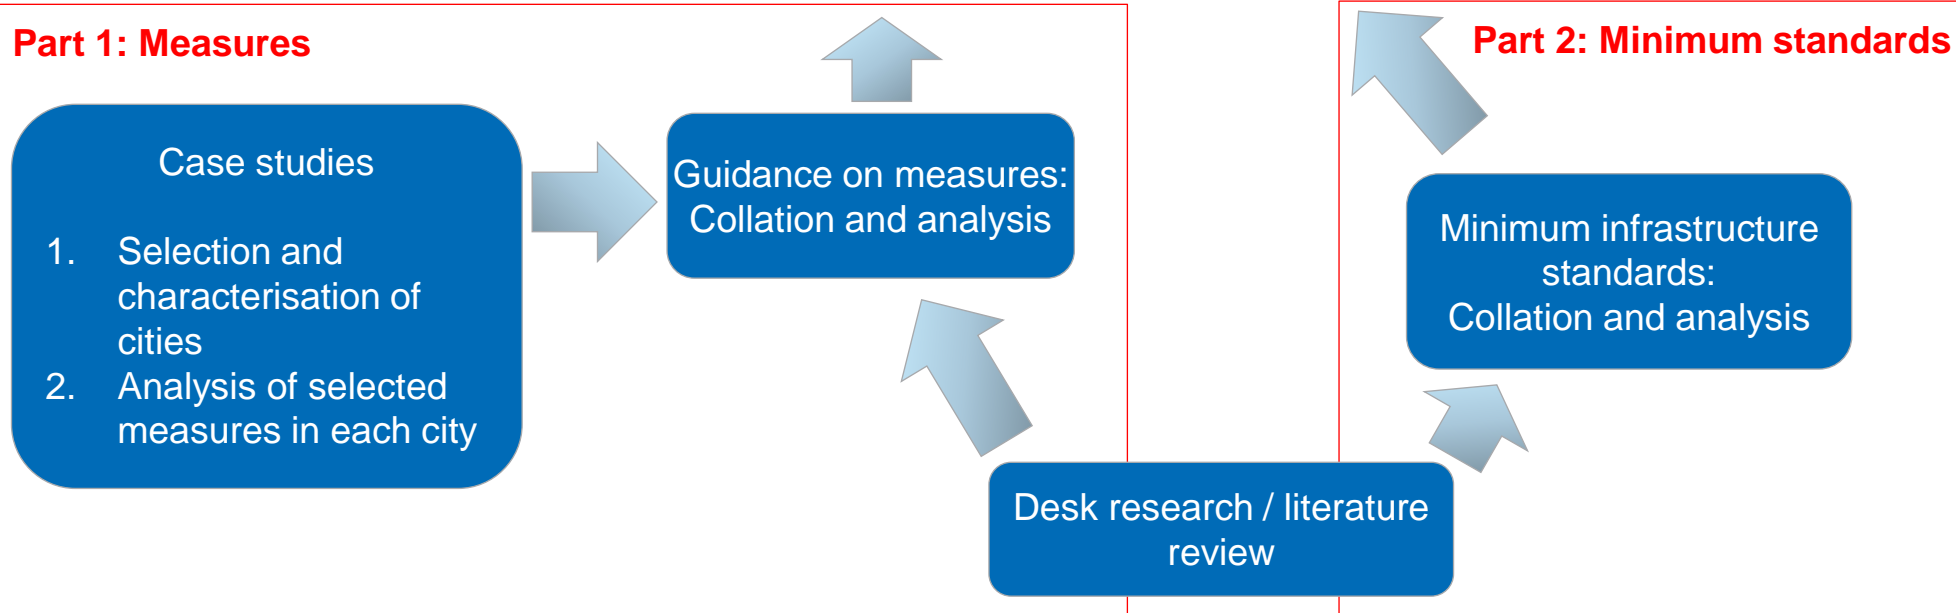 Part 1: Measures
Part 2: Minimum standards
Case studies
1. Selection and
characterisation of
cities
2. Analysis of selected
measures in each city
Guidance on measures:
Collation and analysis
Minimum infrastructure
standards:
Collation and analysis
Desk research / literature
review